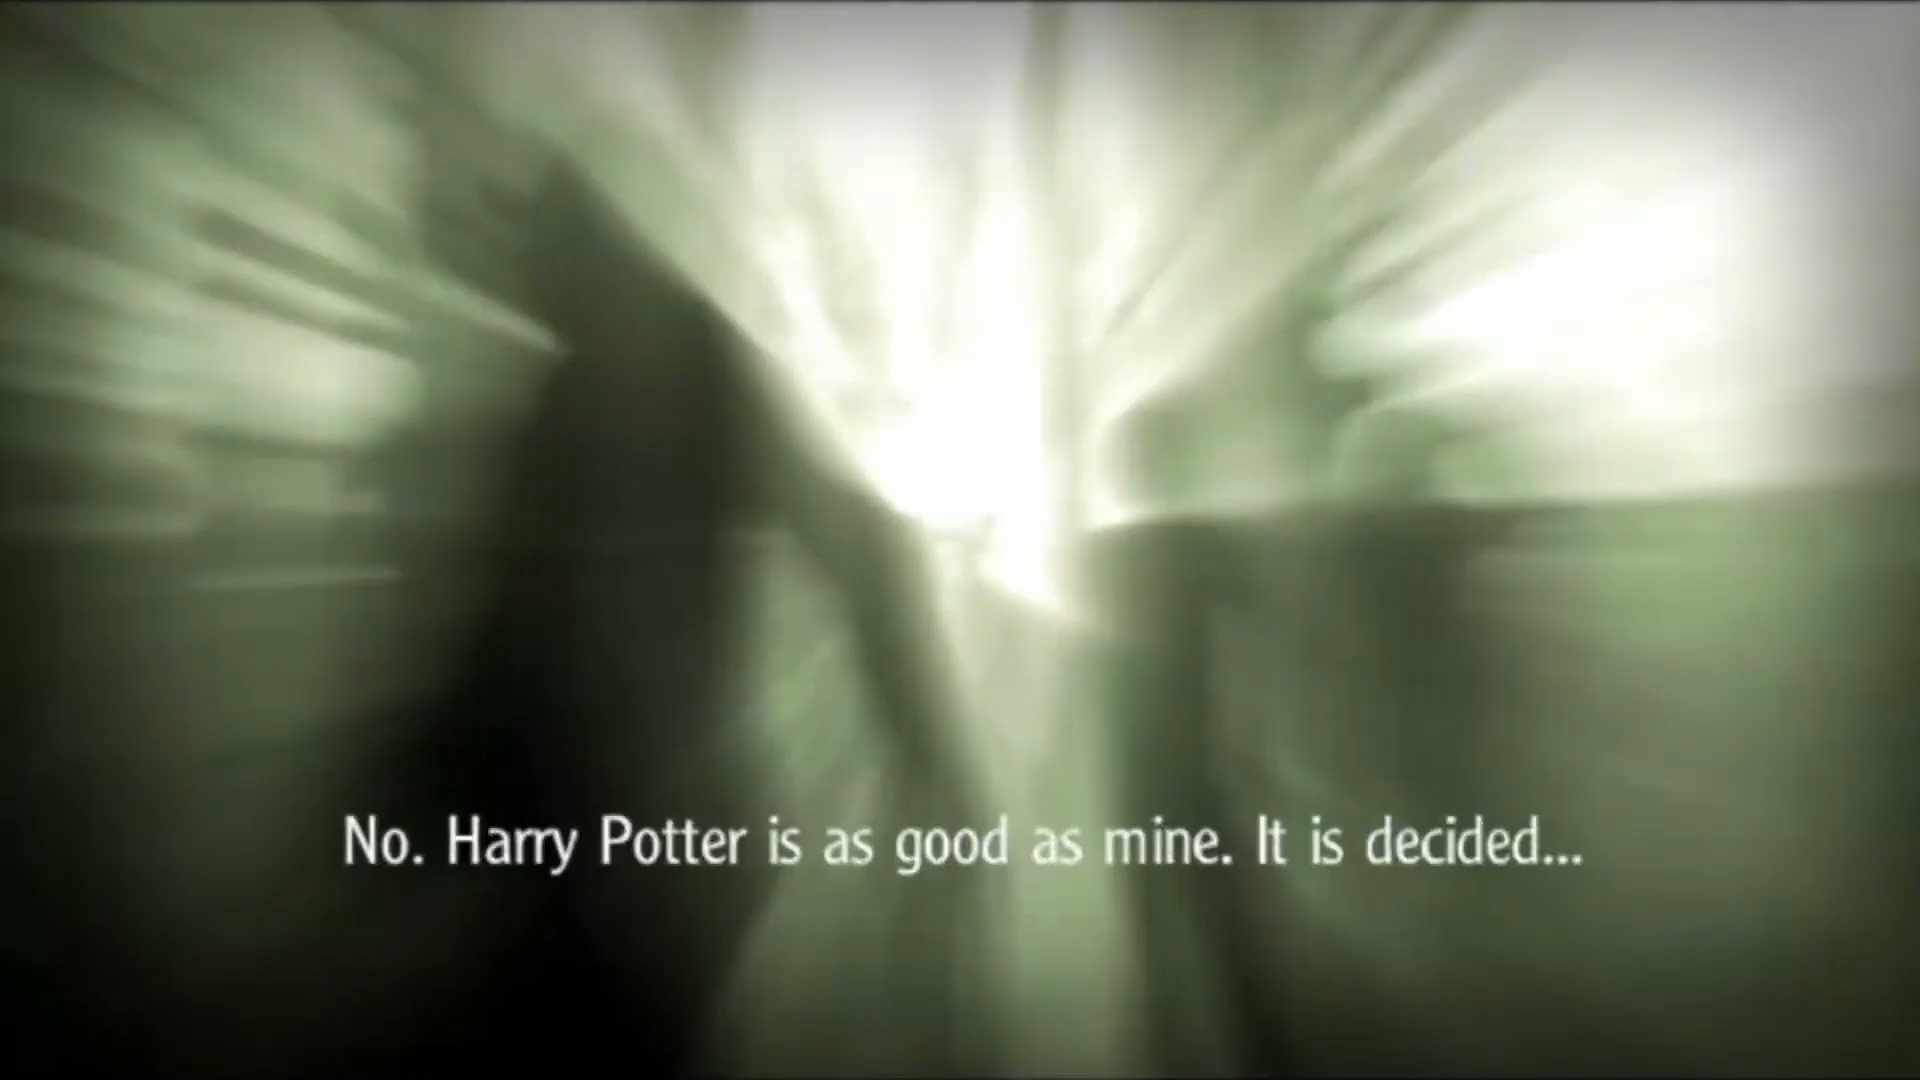 No. Harry Potter is as good as mine. It is decided...